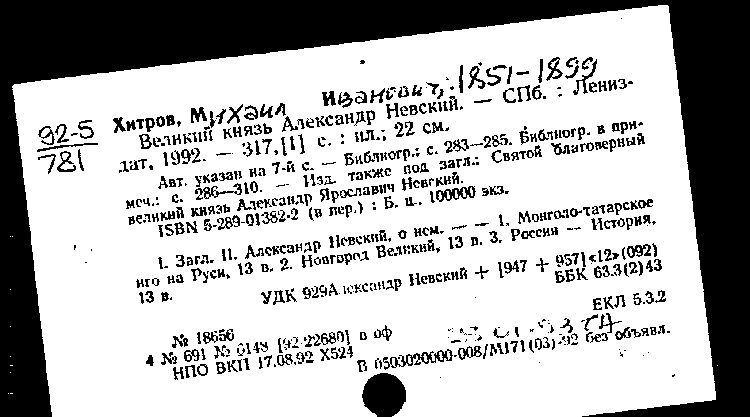 92-5
781
Хитров, Михаил Иванович, 1851-1899
Великий князь Александр Невский. — СПб. : Лениз-
дат, 1992. — 317,[1] с. : ил.; 22 см.
Авт. указан на 7-й с. — Библиогр.: с. 283—285. Библиогр. в при-
меч.: с. 286—310. — Изд. также под загл.: Святой благоверный
великий князь Александр Ярославич Невский.
ISBN 5-289-01382-2 (в пер.) : Б. ц., 100000 экз.
I. Загл. II. Александр Невский, о нем. — — 1. Монголо-татарское
иго на Руси, 13 в. 2. Новгород Великий, 13 в. 3. Россия — История,
13 в.
УДК 929Александр Невский + [947 + 957]«12»(092)
ББК 63.3(2)43
ЕКЛ 5.3.2
№ 18656
4 № 691 № 6148 [92-22680] в оф
НПО ВКП 17.08.92 Х524
В 0503020000-008/М171(03)-92 без объявл.